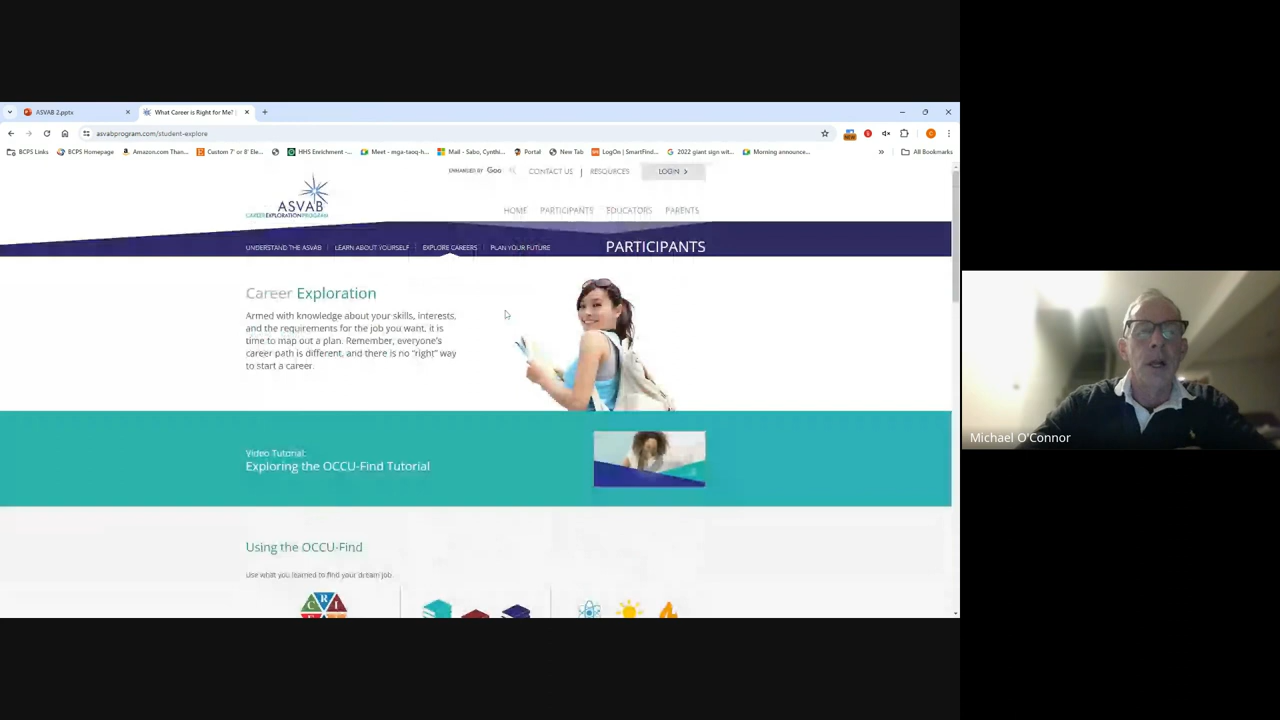 ASVAB 2.pptx
What Career is Right for Me? |
asvabprogram.com/student-explore
BCPS Links
BCPS Homepage
Amazon.com Than...
Custom 7' or 8' Ele...
HHS Enrichment -...
Meet - mga-taoq-h...
Mail - Sabo, Cynthi...
Portal
New Tab
LogOn | SmartFind...
2022 giant sign wit...
Morning announce...
»
All Bookmarks
ENHANCED BY Goo
CONTACT US | RESOURCES
LOGIN >
ASVAB
CAREER EXPLORATION PROGRAM
HOME PARTICIPANTS EDUCATORS PARENTS
UNDERSTAND THE ASVAB | LEARN ABOUT YOURSELF | EXPLORE CAREERS | PLAN YOUR FUTURE
PARTICIPANTS
Career Exploration
Armed with knowledge about your skills, interests,
and the requirements for the job you want, it is
time to map out a plan. Remember, everyone's
career path is different, and there is no "right" way
to start a career.
Video Tutorial:
Exploring the OCCU-Find Tutorial
Using the OCCU-Find
Use what you learned to find your dream job.
C R I
Michael O'Connor